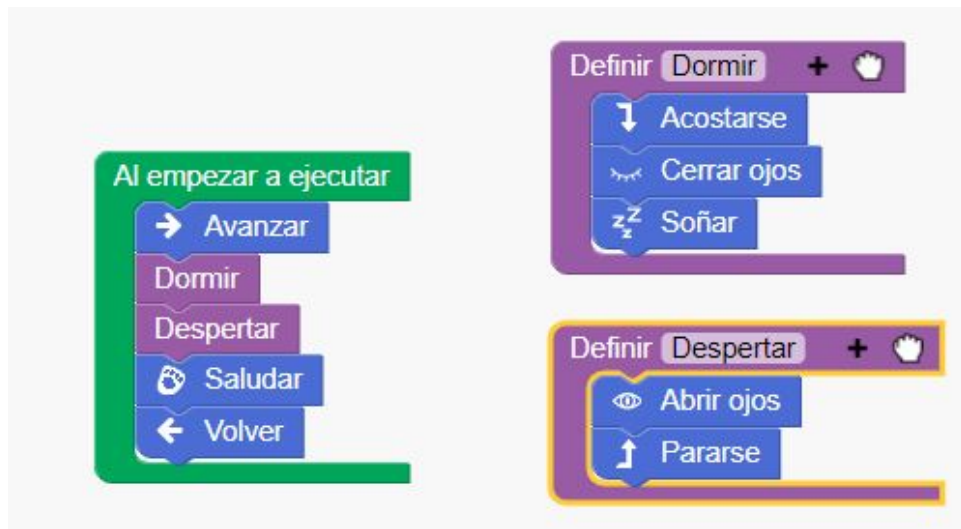 Al empezar a ejecutar
Avanzar
Dormir
Despertar
Saludar
Volver
Definir Dormir +
Acostarse
Cerrar ojos
zzZ Soñar
Definir Despertar +
Abrir ojos
Pararse